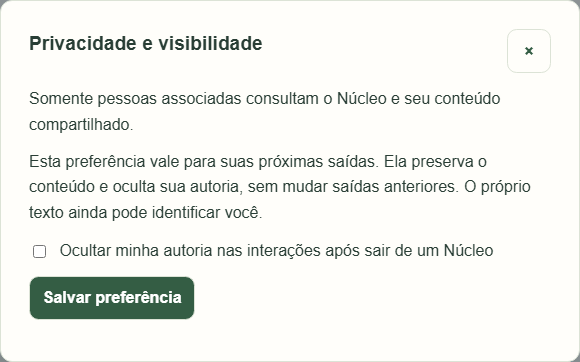 Privacidade e visibilidade
×
Somente pessoas associadas consultam o Núcleo e seu conteúdo
compartilhado.
Esta preferência vale para suas próximas saídas. Ela preserva o
conteúdo e oculta sua autoria, sem mudar saídas anteriores. O próprio
texto ainda pode identificar você.
Ocultar minha autoria nas interações após sair de um Núcleo
Salvar preferência